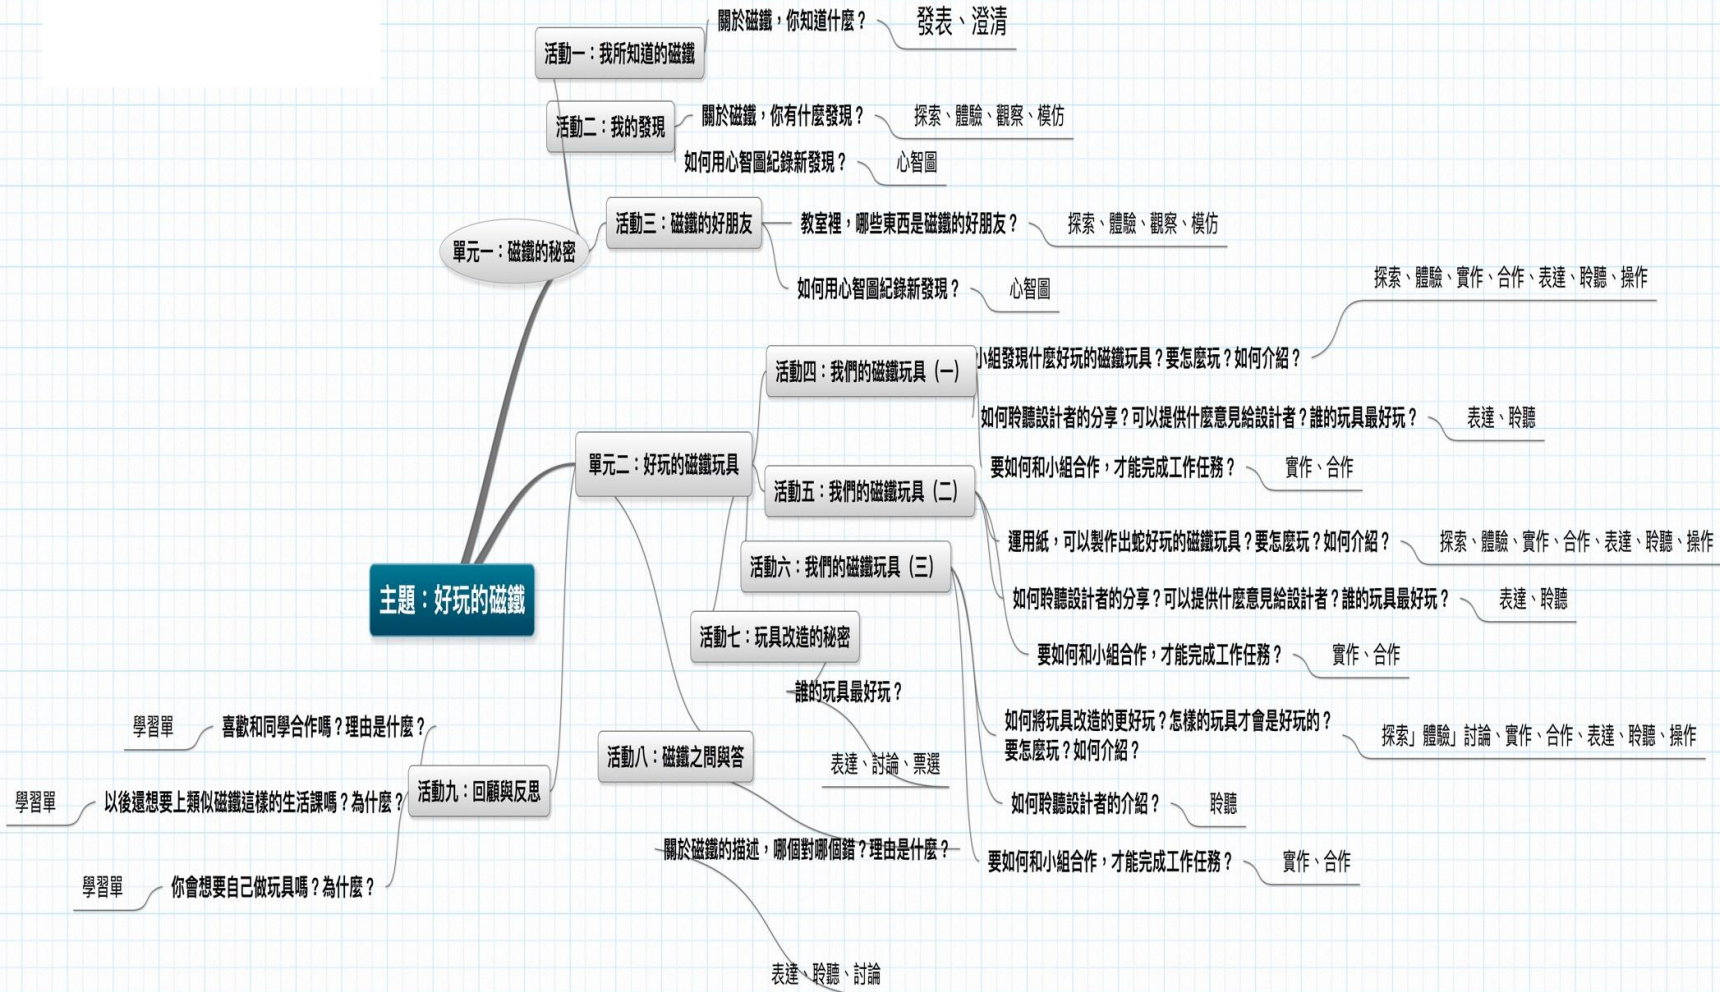 關於磁鐵，你知道什麼？
發表、澄清
活動一：我所知道的磁鐵
活動二：我的發現
關於磁鐵，你有什麼發現？
探索、體驗、觀察、模仿
如何用心智圖紀錄新發現？
心智圖
單元一：磁鐵的秘密
活動三：磁鐵的好朋友
教室裡，哪些東西是磁鐵的好朋友？
探索、體驗、觀察、模仿
如何用心智圖紀錄新發現？
心智圖
探索、體驗、實作、合作、表達、聆聽、操作
活動四：我們的磁鐵玩具（一）
小組發現什麼好玩的磁鐵玩具？要怎麼玩？如何介紹？
如何聆聽設計者的分享？可以提供什麼意見給設計者？誰的玩具最好玩？
表達、聆聽
要如何和小組合作，才能完成工作任務？
實作、合作
單元二：好玩的磁鐵玩具
活動五：我們的磁鐵玩具（二）
運用紙，可以製作出蛇好玩的磁鐵玩具？要怎麼玩？如何介紹？
探索、體驗、實作、合作、表達、聆聽、操作
如何聆聽設計者的分享？可以提供什麼意見給設計者？誰的玩具最好玩？
表達、聆聽
要如何和小組合作，才能完成工作任務？
實作、合作
活動六：我們的磁鐵玩具（三）
主題：好玩的磁鐵
活動七：玩具改造的秘密
誰的玩具最好玩？
表達、討論、票選
如何將玩具改造的更好玩？怎樣的玩具才會是好玩的？
要怎麼玩？如何介紹？
探索」體驗」討論、實作、合作、表達、聆聽、操作
如何聆聽設計者的介紹？
聆聽
要如何和小組合作，才能完成工作任務？
實作、合作
活動八：磁鐵之問與答
關於磁鐵的描述，哪個對哪個錯？理由是什麼？
表達、聆聽、討論
活動九：回顧與反思
喜歡和同學合作嗎？理由是什麼？
學習單
以後還想要上類似磁鐵這樣的生活課嗎？為什麼？
學習單
你會想要自己做玩具嗎？為什麼？
學習單